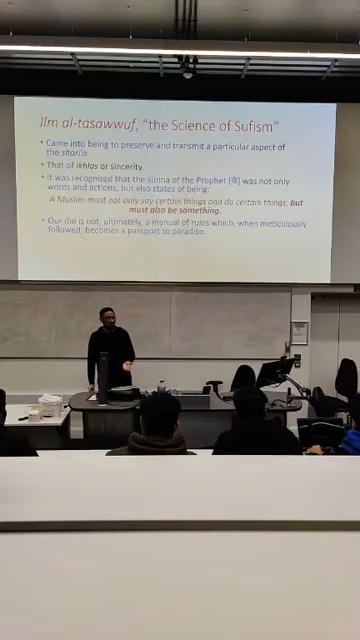 Ilm al-tasawwuf, “the Science of Sufism”
• Came into being to preserve and transmit a particular aspect of
the shari’a.
• That of ikhlas or sincerity.
• It was recognized that the sunna of the Prophet (ﷺ) was not only
words and actions, but also states of being:
A Muslim must not only say certain things and do certain things, but
must also be something.
• Our din is not, ultimately, a manual of rules which, when meticulously
followed, becomes a passport to paradise.